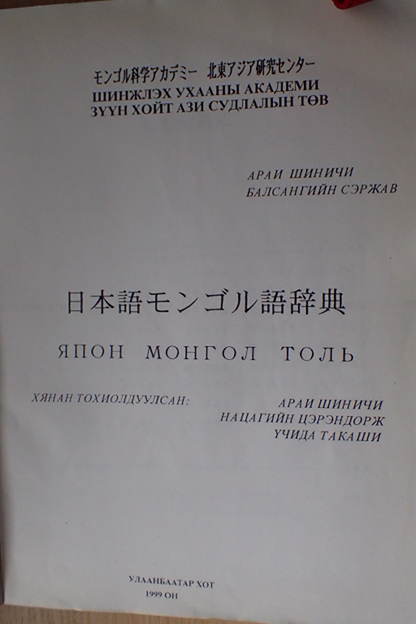 モンゴル科学アカデミー 北東アジア研究センター
ШИНЖЛЭХ УХААНЫ АКАДЕМИ
ЗҮҮН ХОЙТ АЗИ СУДЛАЛЫН ТӨВ
АРАИ ШИНИЧИ
БАЛСАНГИЙН СЭРЖАВ
日本語モンゴル語辞典
ЯПОН МОНГОЛ ТОЛЬ
ХЯНАН ТОХИОЛДУУЛСАН:
АРАИ ШИНИЧИ
НАЦАГИЙН ЦЭРЭНДОРЖ
ҮЧИДА ТАКАШИ
УЛААНБААТАР ХОТ
1999 ОН